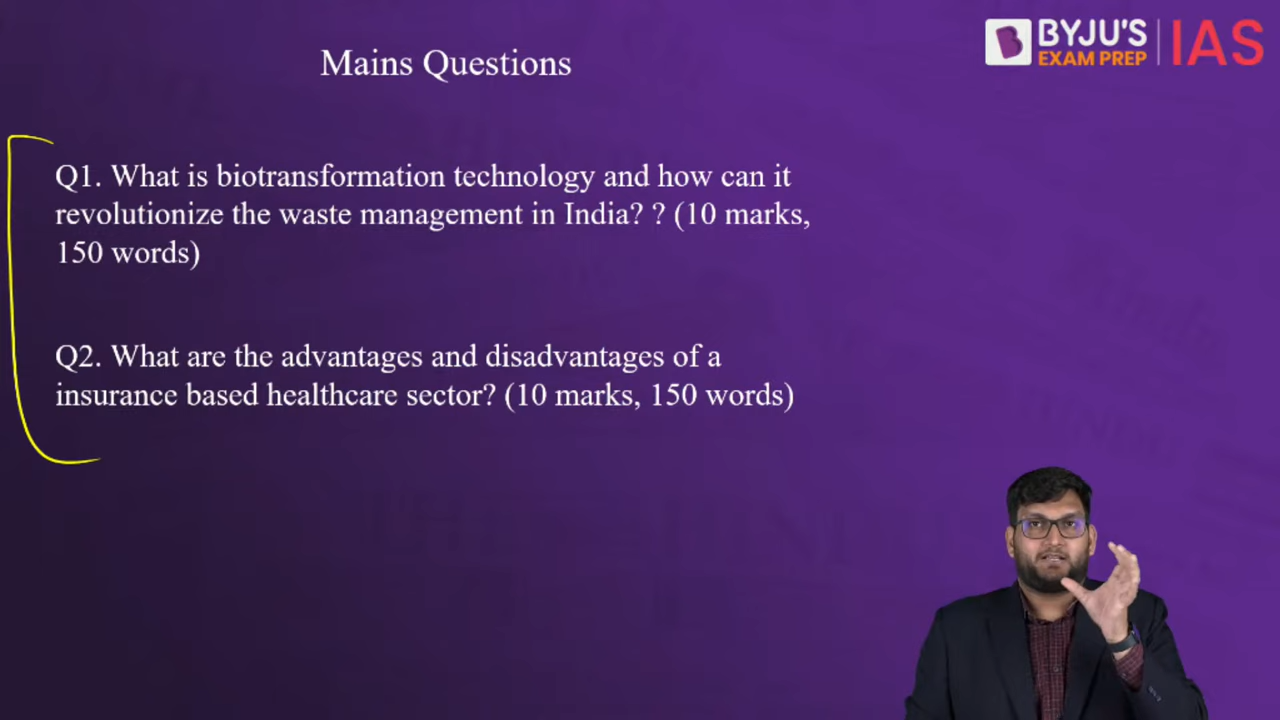 Mains Questions
BYJU'S
EXAM PREP
IAS
Q1. What is biotransformation technology and how can it
revolutionize the waste management in India? ? (10 marks,
150 words)
Q2. What are the advantages and disadvantages of a
insurance based healthcare sector? (10 marks, 150 words)